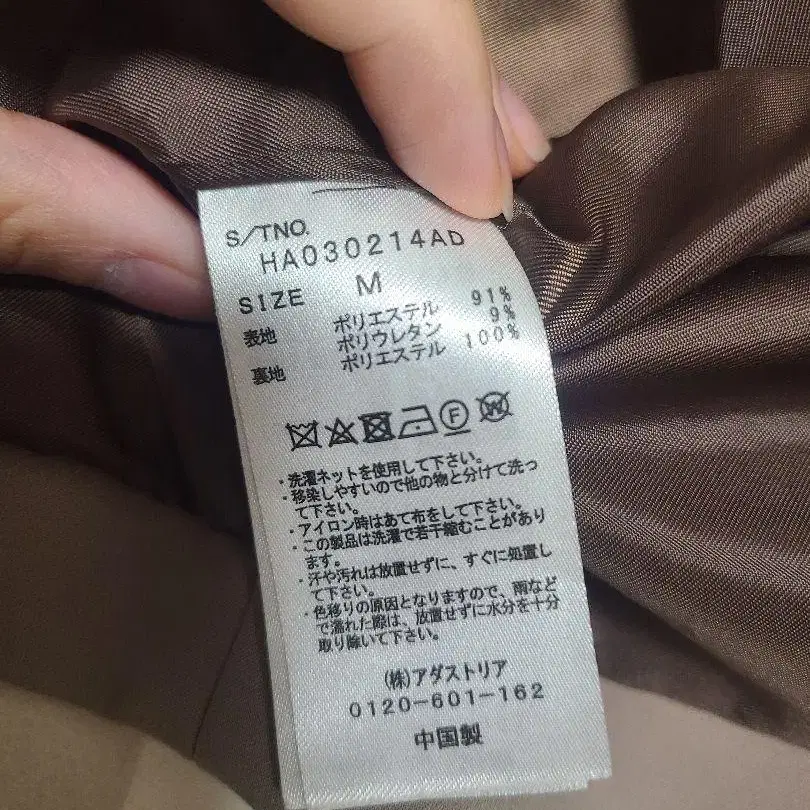 S/TNO.
HA030214AD
SIZE M
表地 ポリエステル 91%
ポリウレタン 9%
裏地 ポリエステル 100%
F W
・洗濯ネットを使用して下さい。
・移染しやすいので他の物と分けて洗っ
て下さい。
・アイロン時はあて布をして下さい。
・この製品は洗濯で若干縮むことがあり
ます。
・汗や汚れは放置せずに、すぐに処置し
て下さい。
・色移りの原因となりますので、雨など
で濡れた際は、放置せずに水分を十分
取り除いて下さい。
(株)アダストリア
0120-601-162
中国製